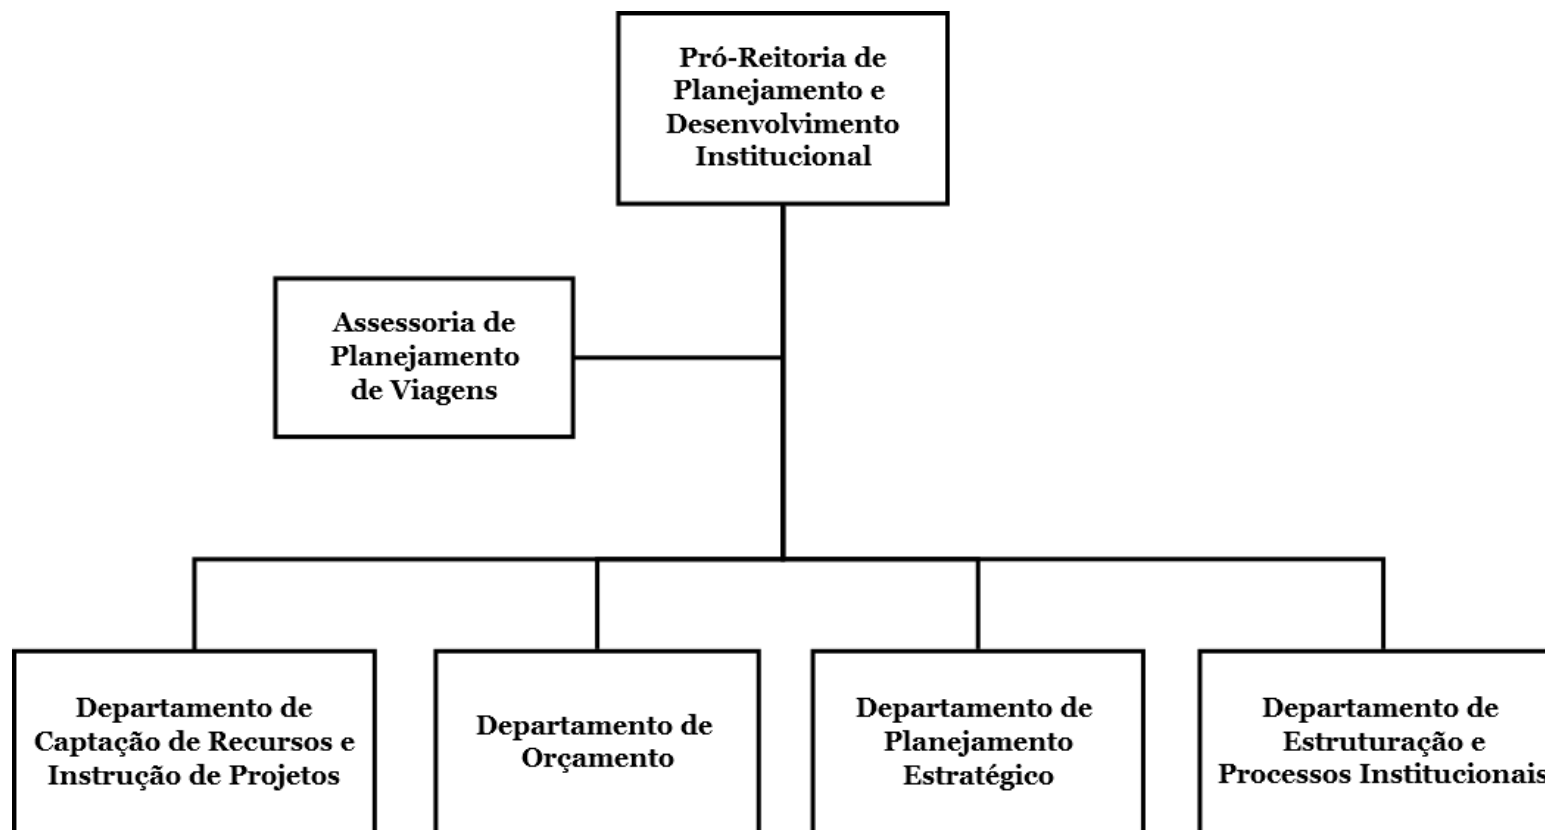 Pró-Reitoria de
Planejamento e
Desenvolvimento
Institucional
Assessoria de
Planejamento
de Viagens
Departamento de
Captação de Recursos e
Instrução de Projetos
Departamento de
Orçamento
Departamento de
Planejamento
Estratégico
Departamento de
Estruturação e
Processos Institucionais